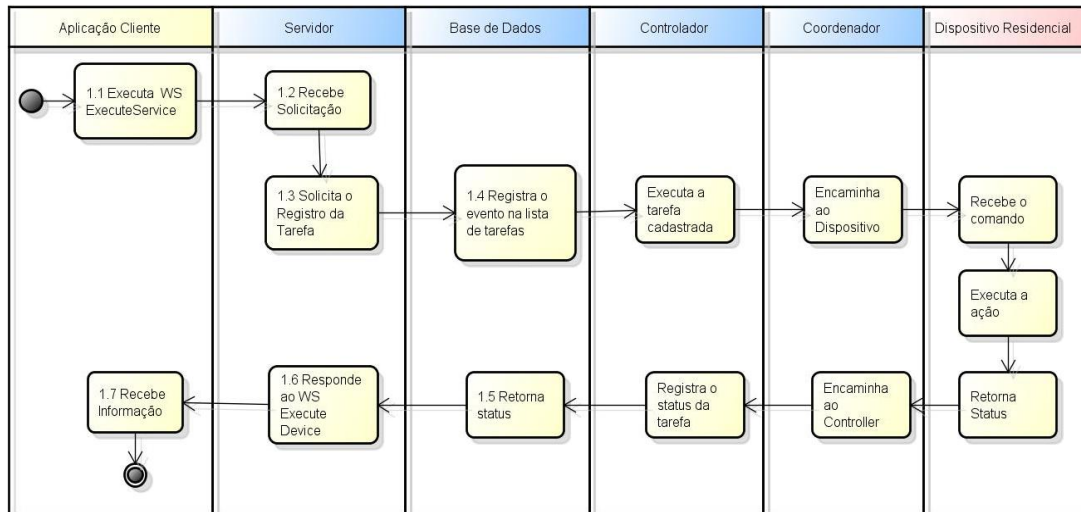 Aplicação Cliente
Servidor
Base de Dados
Controlador
Coordenador
Dispositivo Residencial
1.1 Executa WS
ExecuteService
1.2 Recebe
Solicitação
1.3 Solicita o
Registro da
Tarefa
1.4 Registra o
evento na lista
de tarefas
Executa a
tarefa
cadastrada
Encaminha
ao
Dispositivo
Recebe o
comando
Executa a
ação
Retorna
Status
Encaminha
ao
Controller
Registra o
status da
tarefa
1.5 Retorna
status
1.6 Responde
ao WS
Execute
Device
1.7 Recebe
Informação